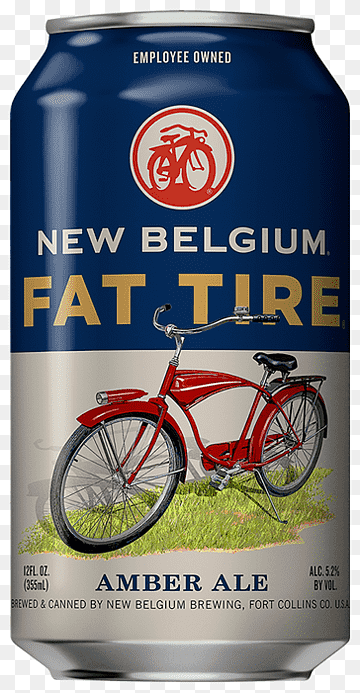 EMPLOYEE OWNED
NEW BELGIUM®
FAT TIRE®
12FL. OZ.
(355mL)
AMBER ALE
ALC. 5.2%
BY VOL.
BREWED & CANNED BY NEW BELGIUM BREWING, FORT COLLINS CO. U.S.A.